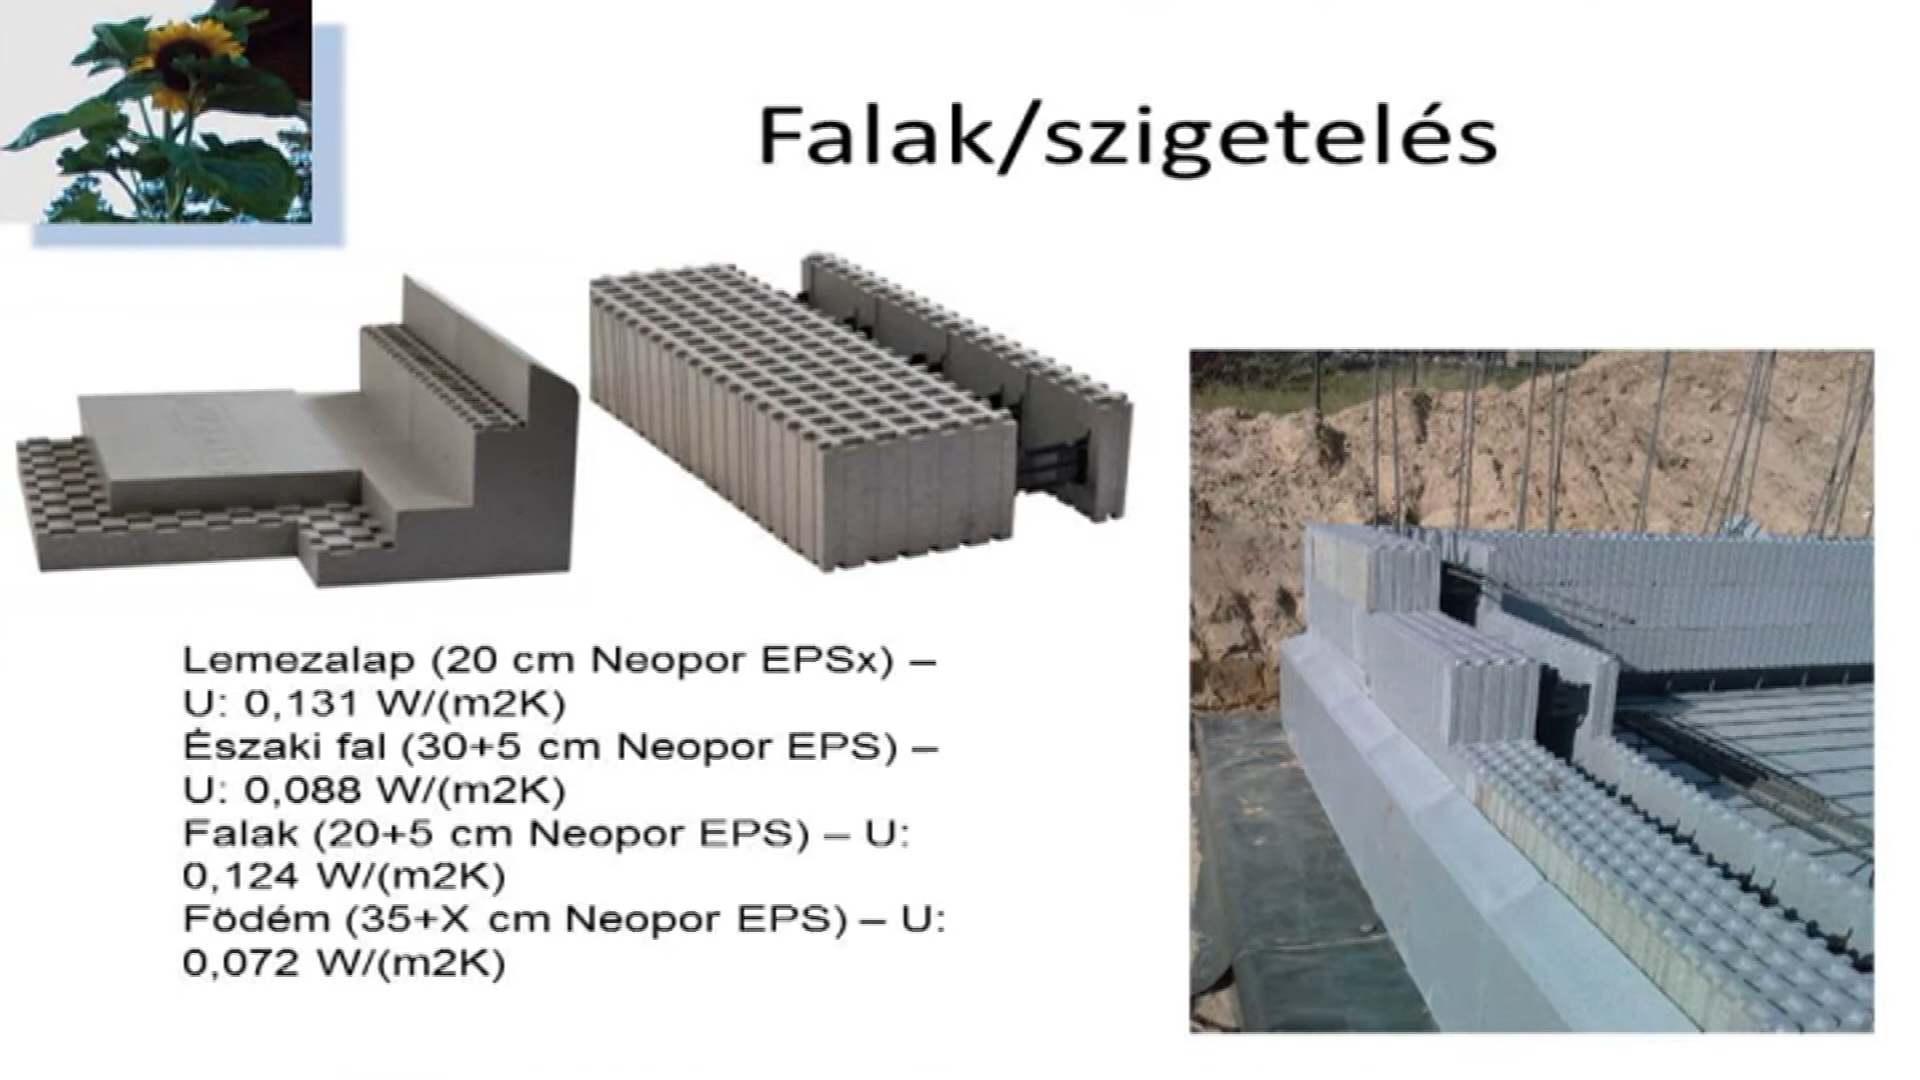 Falak/szigetelés
Lemezalap (20 cm Neopor EPSx) –
U: 0,131 W/(m2K)
Északi fal (30+5 cm Neopor EPS) –
U: 0,088 W/(m2K)
Falak (20+5 cm Neopor EPS) – U:
0,124 W/(m2K)
Födém (35+X cm Neopor EPS) – U:
0,072 W/(m2K)